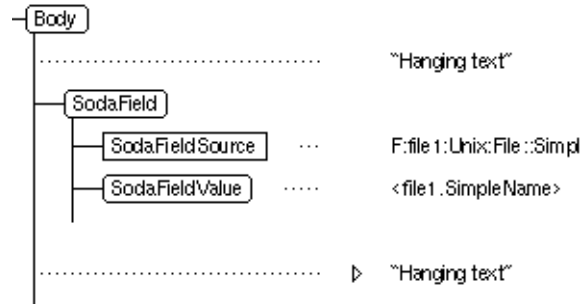 Body
"Hanging text"
SodaField
SodaFieldSource F:file1:Unix:File::Simpl
SodaFieldValue <file1.SimpleName>
"Hanging text"